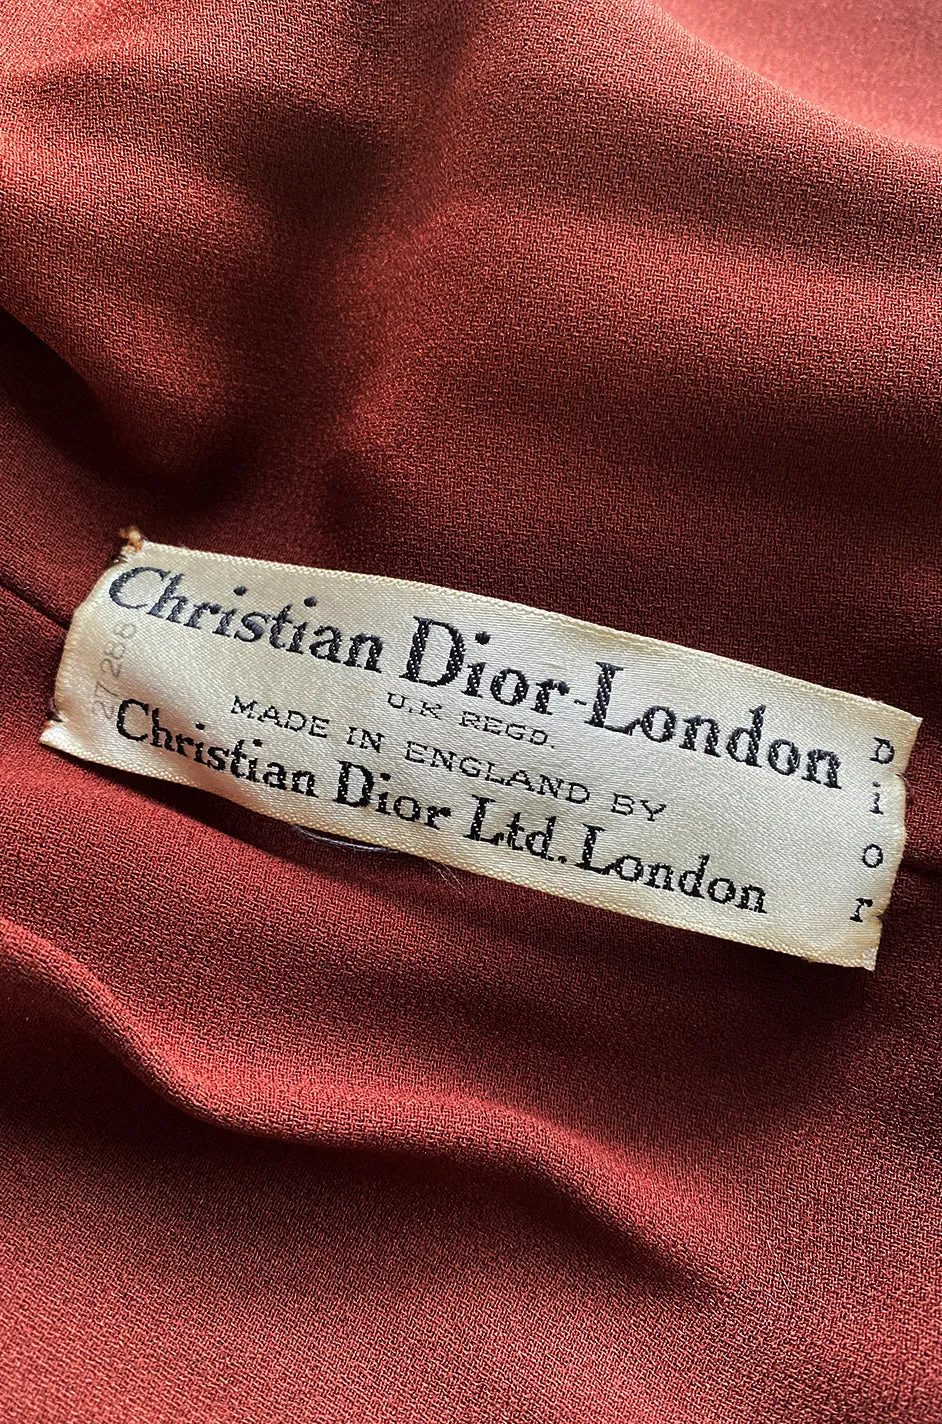 Christian Dior-London
U.K REGD.
MADE IN ENGLAND BY
Christian Dior Ltd. London
Dior
27288